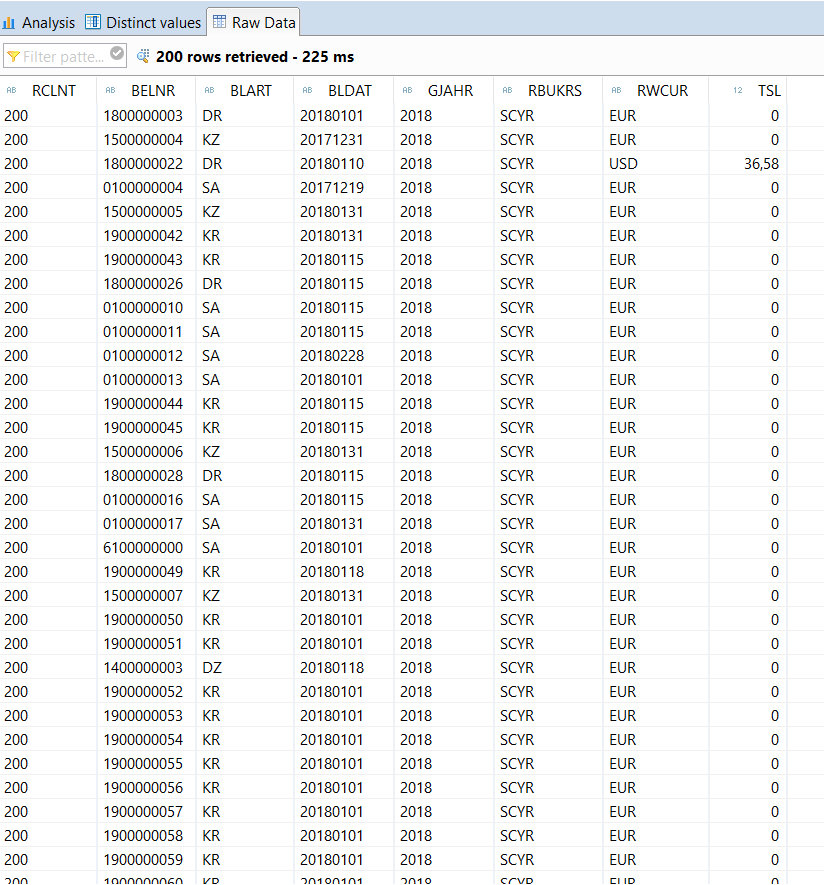 Analysis Distinct values Raw Data
Filter patte... 200 rows retrieved - 225 ms
AB RCLNT AB BELNR AB BLART AB BLDAT AB GJAHR AB RBUKRS AB RWCUR 12 TSL
200 1800000003 DR 20180101 2018 SCYR EUR 0
200 1500000004 KZ 20171231 2018 SCYR EUR 0
200 1800000022 DR 20180110 2018 SCYR USD 36,58
200 0100000004 SA 20171219 2018 SCYR EUR 0
200 1500000005 KZ 20180131 2018 SCYR EUR 0
200 1900000042 KR 20180131 2018 SCYR EUR 0
200 1900000043 KR 20180115 2018 SCYR EUR 0
200 1800000026 DR 20180115 2018 SCYR EUR 0
200 0100000010 SA 20180115 2018 SCYR EUR 0
200 0100000011 SA 20180115 2018 SCYR EUR 0
200 0100000012 SA 20180228 2018 SCYR EUR 0
200 0100000013 SA 20180101 2018 SCYR EUR 0
200 1900000044 KR 20180115 2018 SCYR EUR 0
200 1900000045 KR 20180115 2018 SCYR EUR 0
200 1500000006 KZ 20180131 2018 SCYR EUR 0
200 1800000028 DR 20180115 2018 SCYR EUR 0
200 0100000016 SA 20180115 2018 SCYR EUR 0
200 0100000017 SA 20180131 2018 SCYR EUR 0
200 6100000000 SA 20180101 2018 SCYR EUR 0
200 1900000049 KR 20180118 2018 SCYR EUR 0
200 1500000007 KZ 20180131 2018 SCYR EUR 0
200 1900000050 KR 20180101 2018 SCYR EUR 0
200 1900000051 KR 20180101 2018 SCYR EUR 0
200 1400000003 DZ 20180118 2018 SCYR EUR 0
200 1900000052 KR 20180101 2018 SCYR EUR 0
200 1900000053 KR 20180101 2018 SCYR EUR 0
200 1900000054 KR 20180101 2018 SCYR EUR 0
200 1900000055 KR 20180101 2018 SCYR EUR 0
200 1900000056 KR 20180101 2018 SCYR EUR 0
200 1900000057 KR 20180101 2018 SCYR EUR 0
200 1900000058 KR 20180101 2018 SCYR EUR 0
200 1900000059 KR 20180101 2018 SCYR EUR 0
200 1900000060 KR 20180101 2018 SCYR EUR 0